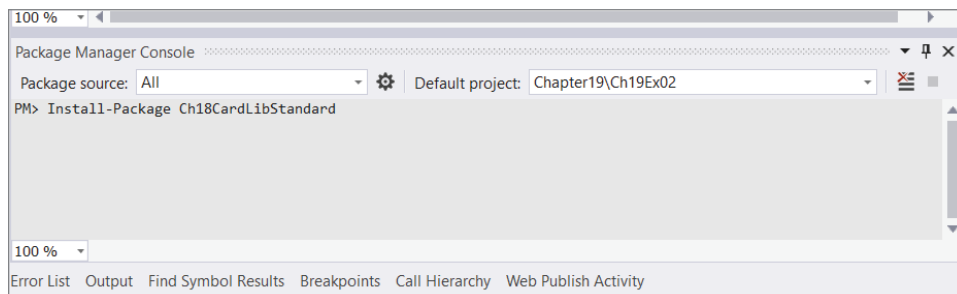 100 %
Package Manager Console
Package source: All Default project: Chapter19\Ch19Ex02
PM> Install-Package Ch18CardLibStandard
100 %
Error List Output Find Symbol Results Breakpoints Call Hierarchy Web Publish Activity